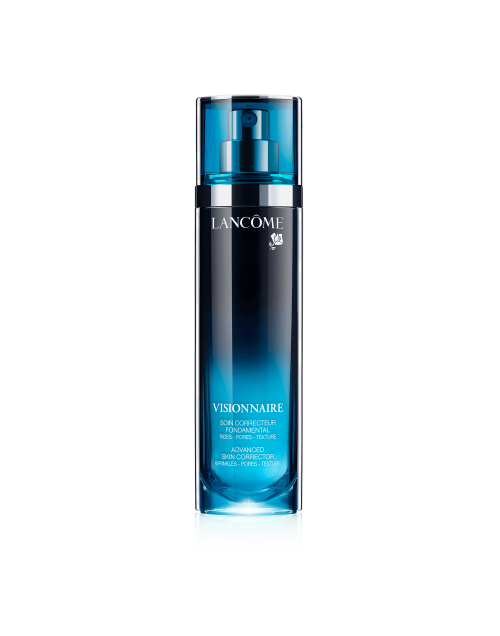 LANCÔME
VISIONNAIRE
SOIN CORRECTEUR
FONDAMENTAL
RIDES - PORES - TEXTURE
ADVANCED
SKIN CORRECTOR
WRINKLES - PORES - TEXTURE